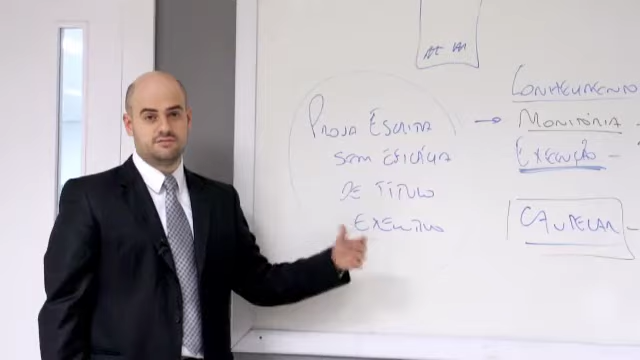 PROVA ESCRITA
SEM EFICÁCIA
DE TÍTULO
EXECUTIVO
CONHECIMENTO
MONITÓRIA
EXECUÇÃO
CAUTELAR